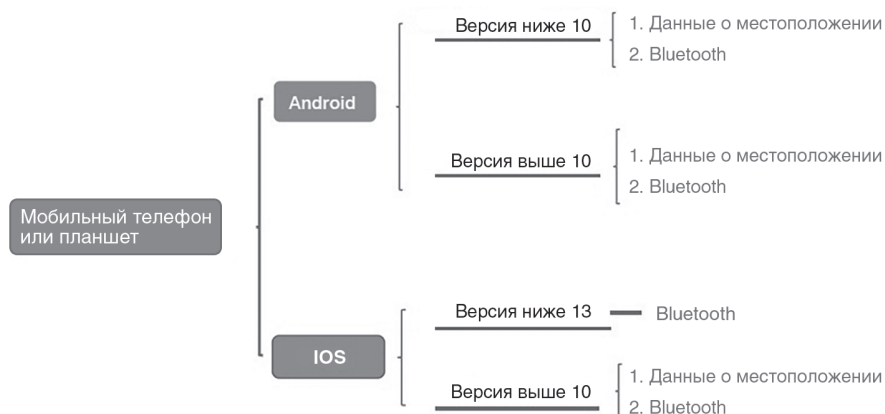 Мобильный телефон
или планшет
Android
Версия ниже 10
1. Данные о местоположении
2. Bluetooth
Версия выше 10
1. Данные о местоположении
2. Bluetooth
IOS
Версия ниже 13
Bluetooth
Версия выше 10
1. Данные о местоположении
2. Bluetooth